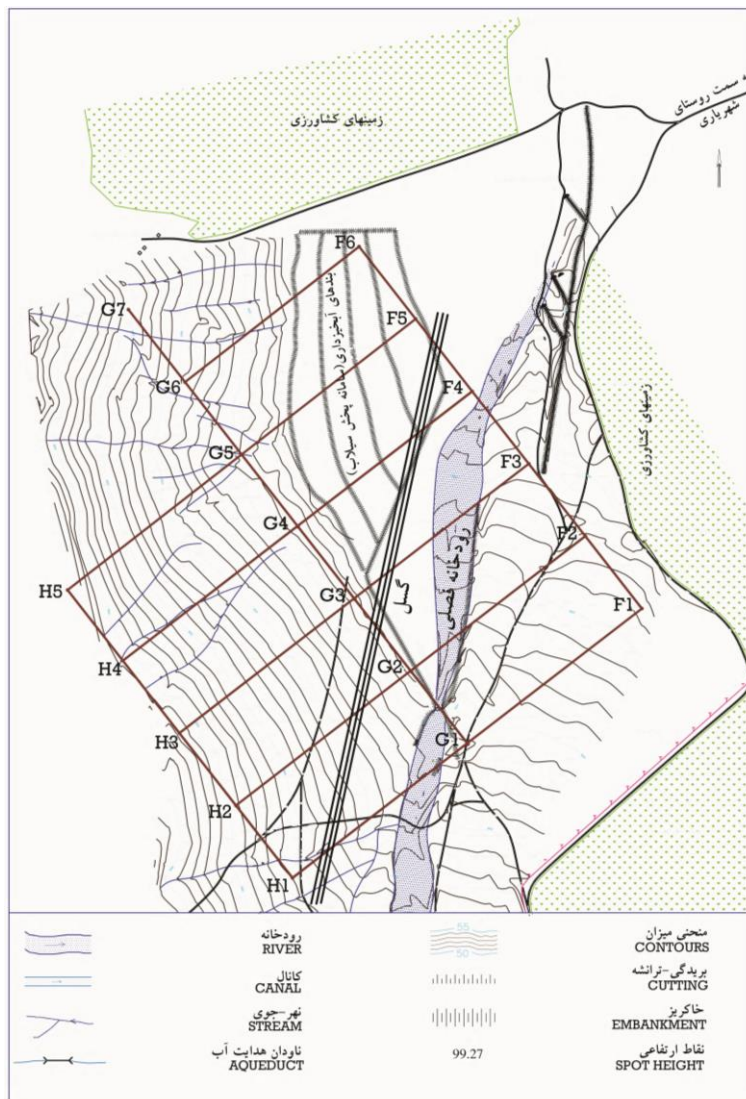 به سمت روستای
شهریاری
زمینهای کشاورزی
F6
بندهای آبخیزداری(سامانه پخش سیلاب)
G7
F5
G6
F4
زمینهای کشاورزی
G5
F3
G4
F2
رودخانه فصلی
H5
G3
گسل
F1
H4
G2
H3
G1
H2
H1
رودخانه
RIVER
55
50
منحنی میزان
CONTOURS
کانال
CANAL
بریدگی-ترانشه
CUTTING
نهر-جوی
STREAM
خاکریز
EMBANKMENT
ناودان هدایت آب
AQUEDUCT
99.27
نقاط ارتفاعی
SPOT HEIGHT